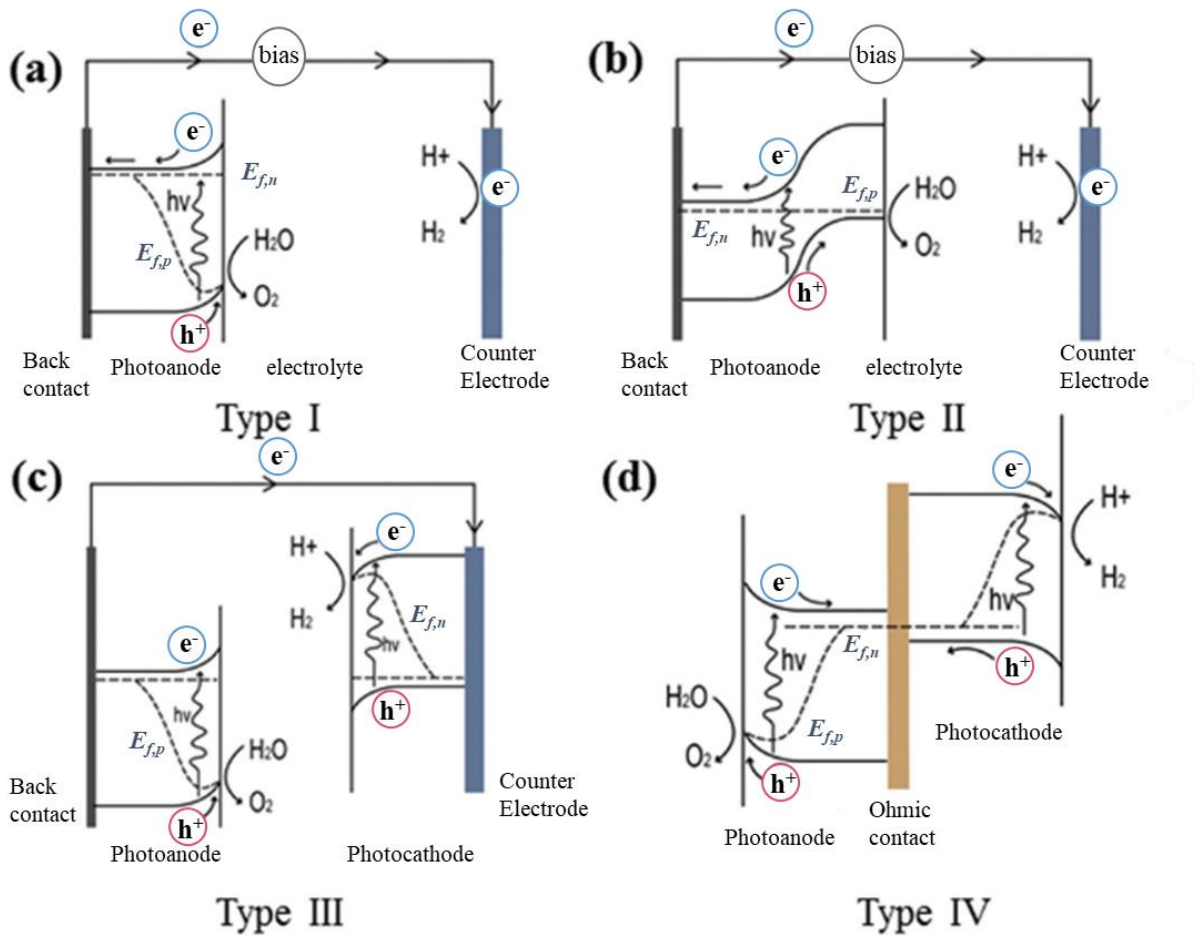 (a)
e⁻
bias
e⁻
E_f,n
hv
E_f,p
H₂O
O₂
h⁺
H+
H₂
e⁻
Back
contact
Photoanode
electrolyte
Counter
Electrode
Type I
(b)
e⁻
bias
e⁻
E_f,p
E_f,n
hv
H₂O
O₂
h⁺
H+
H₂
e⁻
Back
contact
Photoanode
electrolyte
Counter
Electrode
Type II
(c)
e⁻
H+
H₂
e⁻
E_f,n
hv
h⁺
e⁻
hv
E_f,p
H₂O
O₂
h⁺
Back
contact
Photoanode
Photocathode
Counter
Electrode
Type III
(d)
e⁻
H+
H₂
hv
h⁺
e⁻
E_f,n
hv
H₂O
O₂
E_f,p
h⁺
Photocathode
Photoanode
Ohmic
contact
Type IV